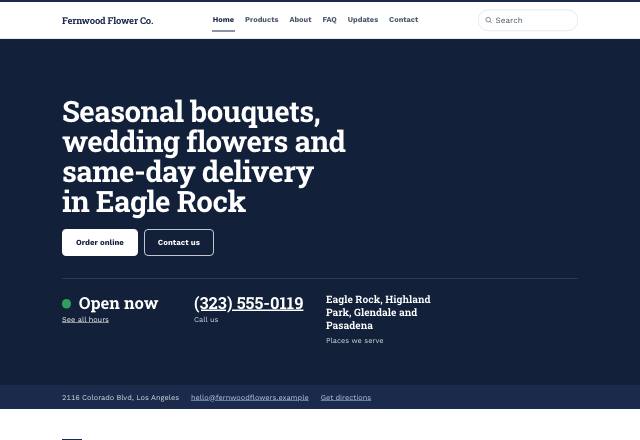 Fernwood Flower Co.
Home Products About FAQ Updates Contact
Search
Seasonal bouquets,
wedding flowers and
same-day delivery
in Eagle Rock
Order online
Contact us
Open now
See all hours
(323) 555-0119
Call us
Eagle Rock, Highland
Park, Glendale and
Pasadena
Places we serve
2116 Colorado Blvd, Los Angeles hello@fernwoodflowers.example Get directions